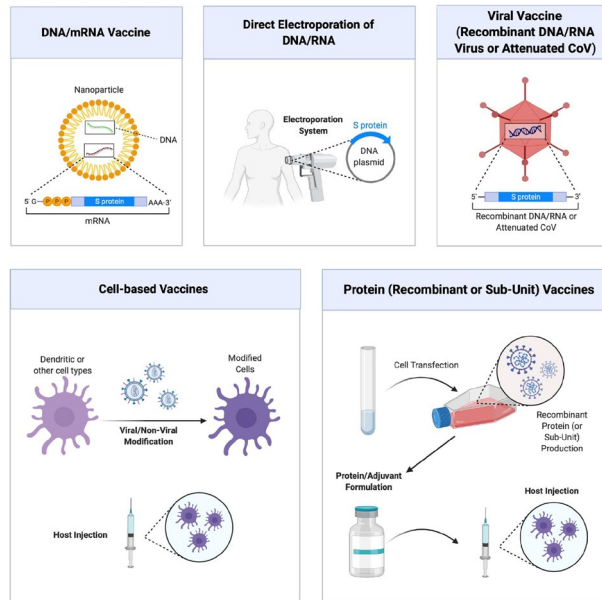 DNA/mRNA Vaccine
Nanoparticle
DNA
5' G
P P P
S protein
AAA-3'
mRNA
Direct Electroporation of
DNA/RNA
Electroporation
System
S protein
DNA
plasmid
Viral Vaccine
(Recombinant DNA/RNA
Virus or Attenuated CoV)
5'
S protein
3'
Recombinant DNA/RNA or
Attenuated CoV
Cell-based Vaccines
Dendritic or
other cell types
Modified
Cells
Viral/Non-Viral
Modification
Host Injection
Protein (Recombinant or Sub-Unit) Vaccines
Cell Transfection
Recombinant
Protein (or
Sub-Unit)
Production
Protein/Adjuvant
Formulation
Host Injection